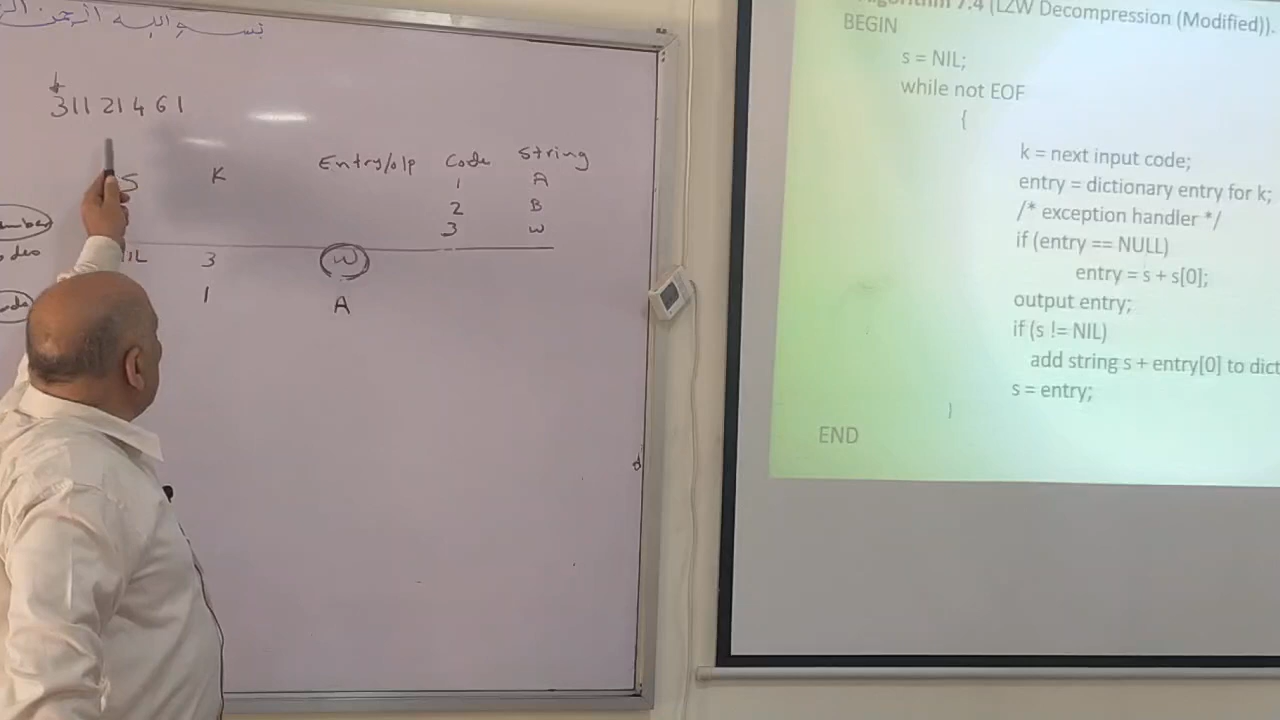 بسم الله الرحمن
3 1 1 2 1 4 6 1
S K Entry/o/p Code String
1 A
2 B
3 W
NIL 3 W
1 A
Algorithm 7.4 (LZW Decompression (Modified)).
BEGIN
s = NIL;
while not EOF
{
k = next input code;
entry = dictionary entry for k;
/* exception handler */
if (entry == NULL)
entry = s + s[0];
output entry;
if (s != NIL)
add string s + entry[0] to dict
s = entry;
}
END